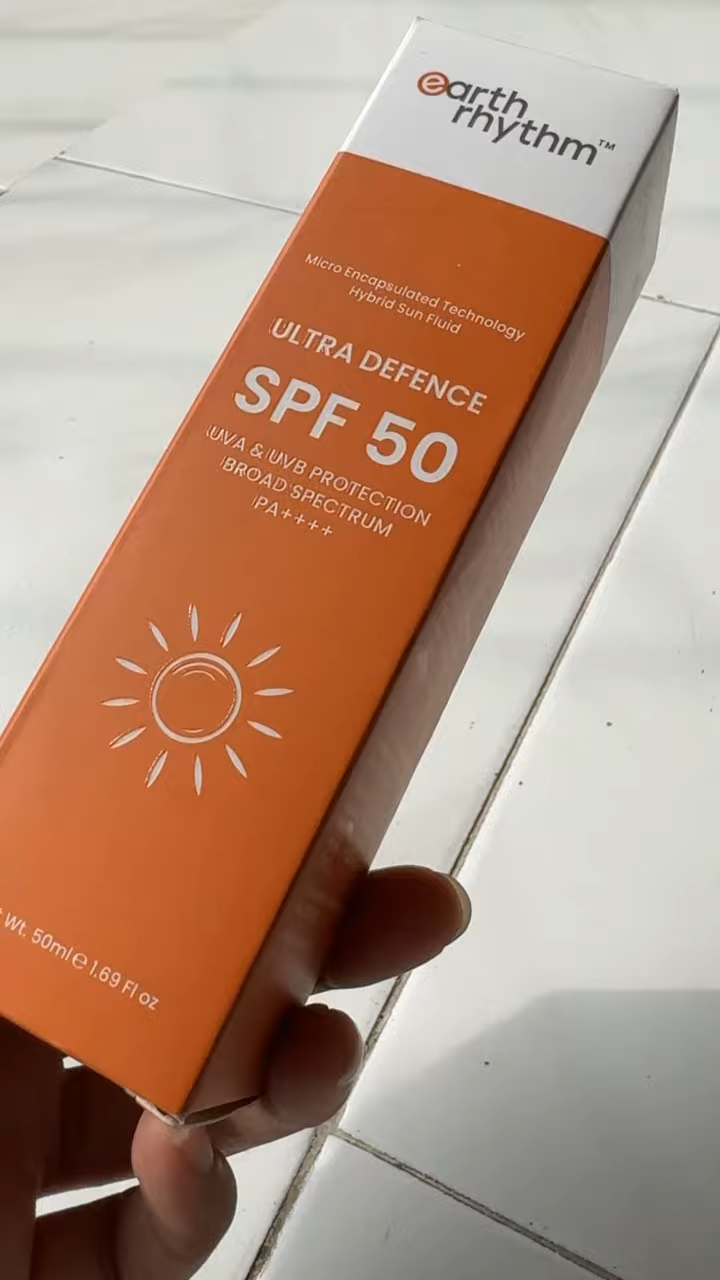 earth
rhythm™
Micro Encapsulated Technology
Hybrid Sun Fluid
ULTRA DEFENCE
SPF 50
UVA & UVB PROTECTION
BROAD SPECTRUM
PA++++
Wt. 50ml ℮ 1.69 Fl oz